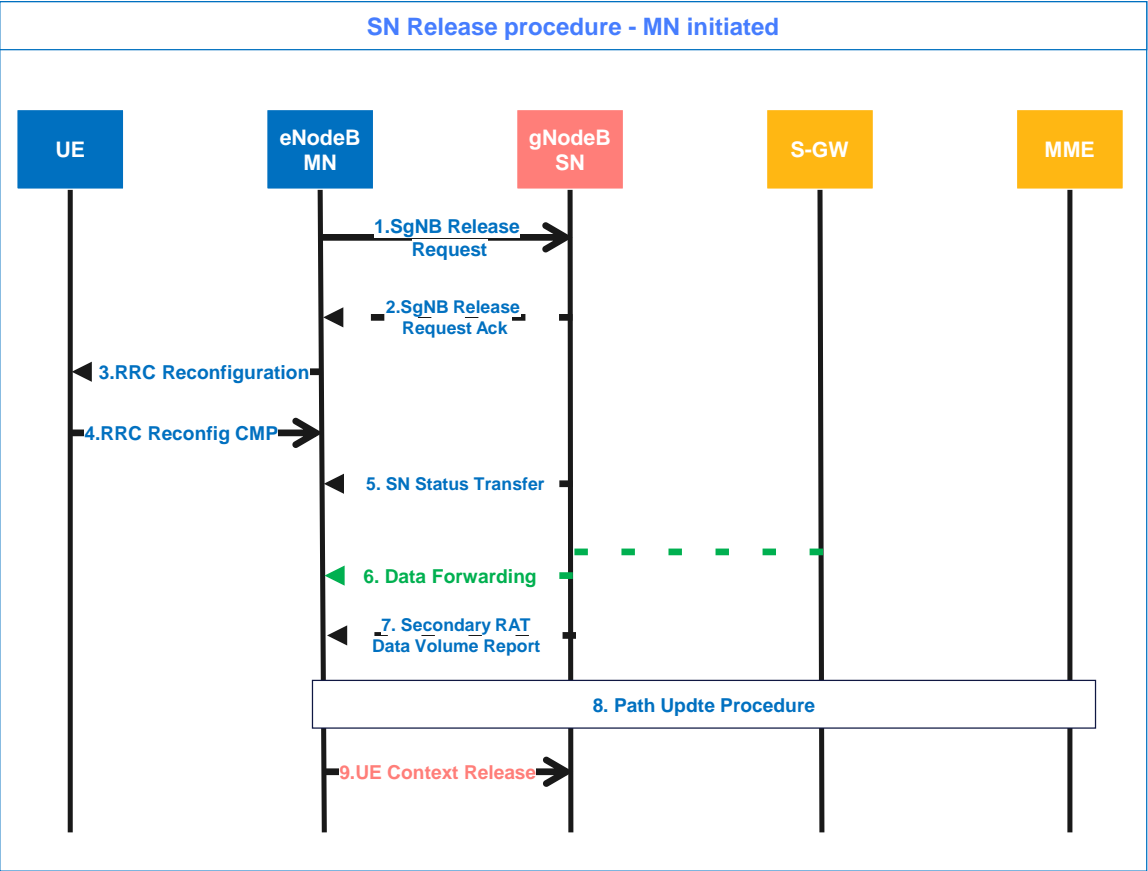 SN Release procedure - MN initiated
UE
eNodeB
MN
gNodeB
SN
S-GW
MME
1.SgNB Release
Request
2.SgNB Release
Request Ack
3.RRC Reconfiguration
4.RRC Reconfig CMP
5. SN Status Transfer
6. Data Forwarding
7. Secondary RAT
Data Volume Report
8. Path Updte Procedure
9.UE Context Release